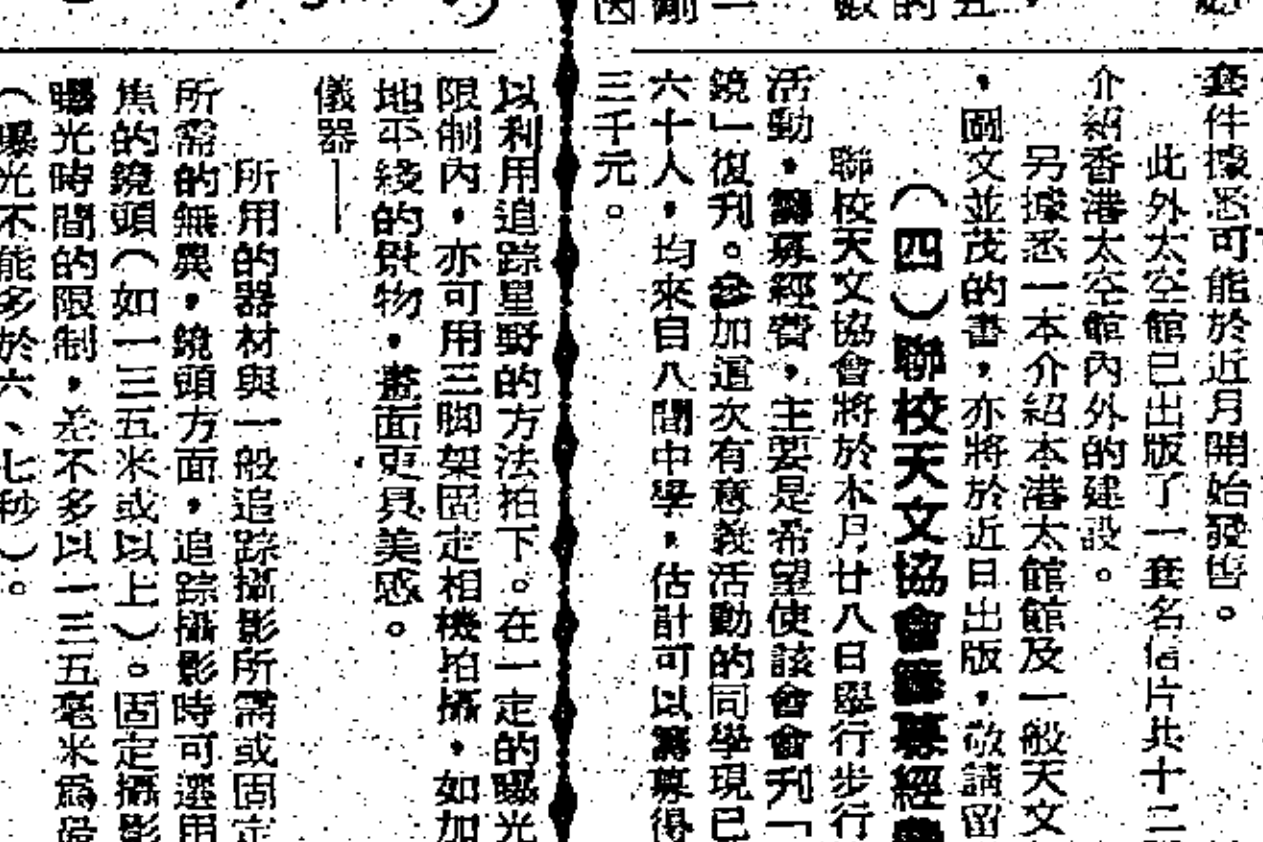 套件據悉可能於近月開始發售。
此外太空館已出版了一套名信片共十二
介紹香港太空館內外的建設。
另據悉一本介紹本港太館館及一般天文
，圖文並茂的書，亦將於近日出版，敬請留
（四）聯校天文協會籌募經費
聯校天文協會將於本月廿八日舉行步行
活動，籌募經費，主要是希望使該會會刊「
鏡」復刊。參加這次有意義活動的同學現已
六十人，均來自八間中學，估計可以籌募得
三千元。
以利用追踪星野的方法拍下。在一定的曝光
限制內，亦可用三脚架固定相機拍攝，如加
地平綫的景物，畫面更具美感。
儀器——
所用的器材與一般追踪攝影所需或固定
所需的無異，鏡頭方面，追踪攝影時可選用
焦的鏡頭（如一三五米或以上）。固定攝影
曝光時間的限制，差不多以一三五毫米爲最
（曝光不能多於六、七秒）。